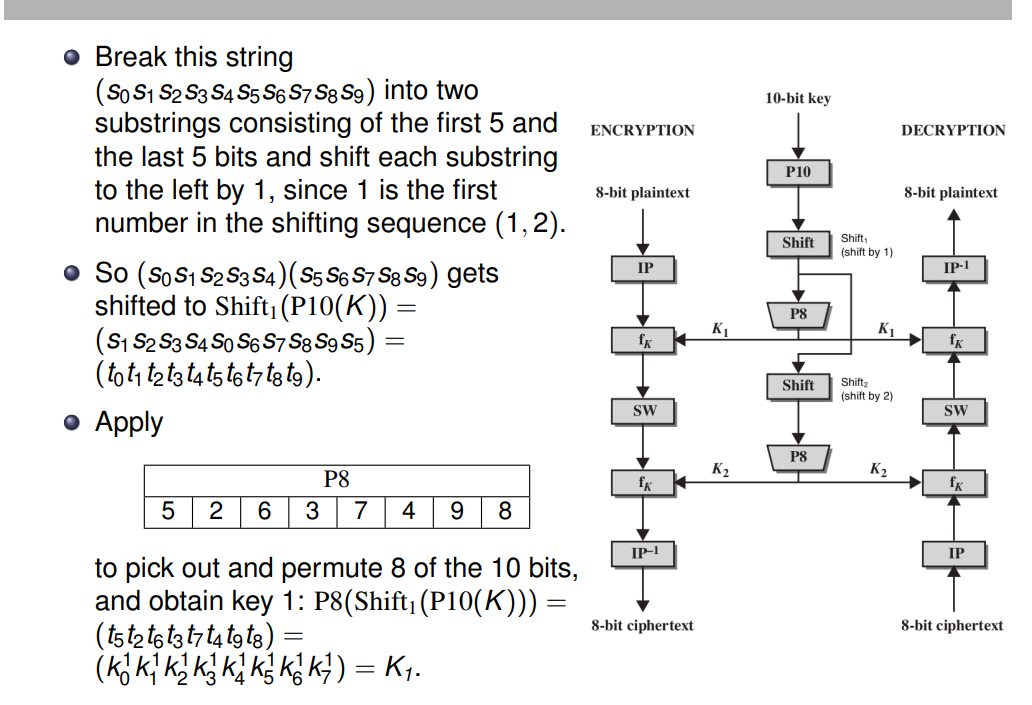 Break this string
(s₀s₁s₂s₃s₄s₅s₆s₇s₈s₉) into two
substrings consisting of the first 5 and
the last 5 bits and shift each substring
to the left by 1, since 1 is the first
number in the shifting sequence (1, 2).
So (s₀s₁s₂s₃s₄)(s₅s₆s₇s₈s₉) gets
shifted to Shift₁(P10(K)) =
(s₁s₂s₃s₄s₀s₆s₇s₈s₉s₅) =
(t₀t₁t₂t₃t₄t₅t₆t₇t₈t₉).
Apply
P8
5 2 6 3 7 4 9 8
to pick out and permute 8 of the 10 bits,
and obtain key 1: P8(Shift₁(P10(K))) =
(t₅t₂t₆t₃t₇t₄t₉t₈) =
(k₀¹k₁¹k₂¹k₃¹k₄¹k₅¹k₆¹k₇¹) = K₁.
10-bit key
ENCRYPTION
DECRYPTION
P10
8-bit plaintext
8-bit plaintext
Shift
Shift₁
(shift by 1)
IP
IP-1
P8
K₁
K₁
f_K
f_K
Shift
Shift₂
(shift by 2)
SW
SW
P8
K₂
K₂
f_K
f_K
IP–1
IP
8-bit ciphertext
8-bit ciphertext